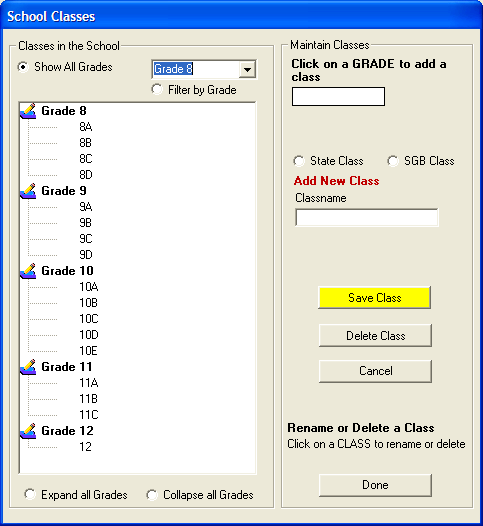 School Classes
Classes in the School
Show All Grades
Grade 8
Filter by Grade
Grade 8
8A
8B
8C
8D
Grade 9
9A
9B
9C
9D
Grade 10
10A
10B
10C
10D
10E
Grade 11
11A
11B
11C
Grade 12
12
Expand all Grades
Collapse all Grades
Maintain Classes
Click on a GRADE to add a
class
State Class
SGB Class
Add New Class
Classname
Save Class
Delete Class
Cancel
Rename or Delete a Class
Click on a CLASS to rename or delete
Done